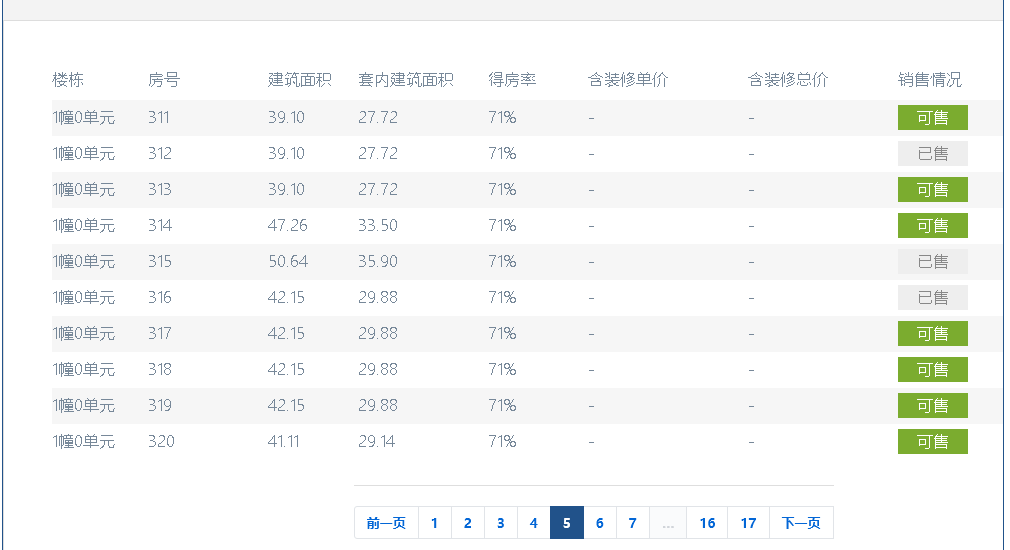 楼栋 房号 建筑面积 套内建筑面积 得房率 含装修单价 含装修总价 销售情况
1幢0单元 311 39.10 27.72 71% - - 可售
1幢0单元 312 39.10 27.72 71% - - 已售
1幢0单元 313 39.10 27.72 71% - - 可售
1幢0单元 314 47.26 33.50 71% - - 可售
1幢0单元 315 50.64 35.90 71% - - 已售
1幢0单元 316 42.15 29.88 71% - - 已售
1幢0单元 317 42.15 29.88 71% - - 可售
1幢0单元 318 42.15 29.88 71% - - 可售
1幢0单元 319 42.15 29.88 71% - - 可售
1幢0单元 320 41.11 29.14 71% - - 可售
前一页 1 2 3 4 5 6 7 ... 16 17 下一页